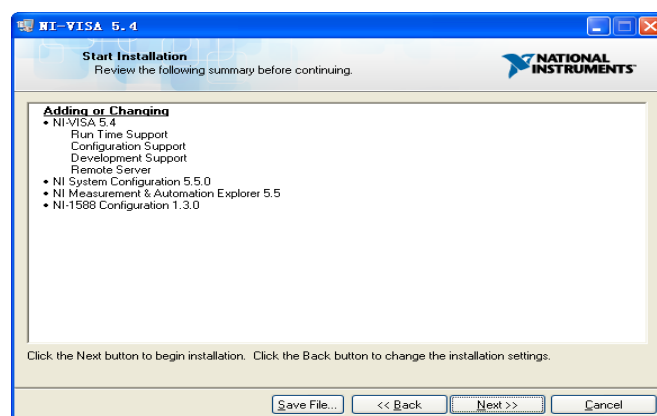 NI-VISA 5.4
Start Installation
Review the following summary before continuing.
NATIONAL
INSTRUMENTS
Adding or Changing
• NI-VISA 5.4
Run Time Support
Configuration Support
Development Support
Remote Server
• NI System Configuration 5.5.0
• NI Measurement & Automation Explorer 5.5
• NI-1588 Configuration 1.3.0
Click the Next button to begin installation. Click the Back button to change the installation settings.
Save File... << Back Next >> Cancel